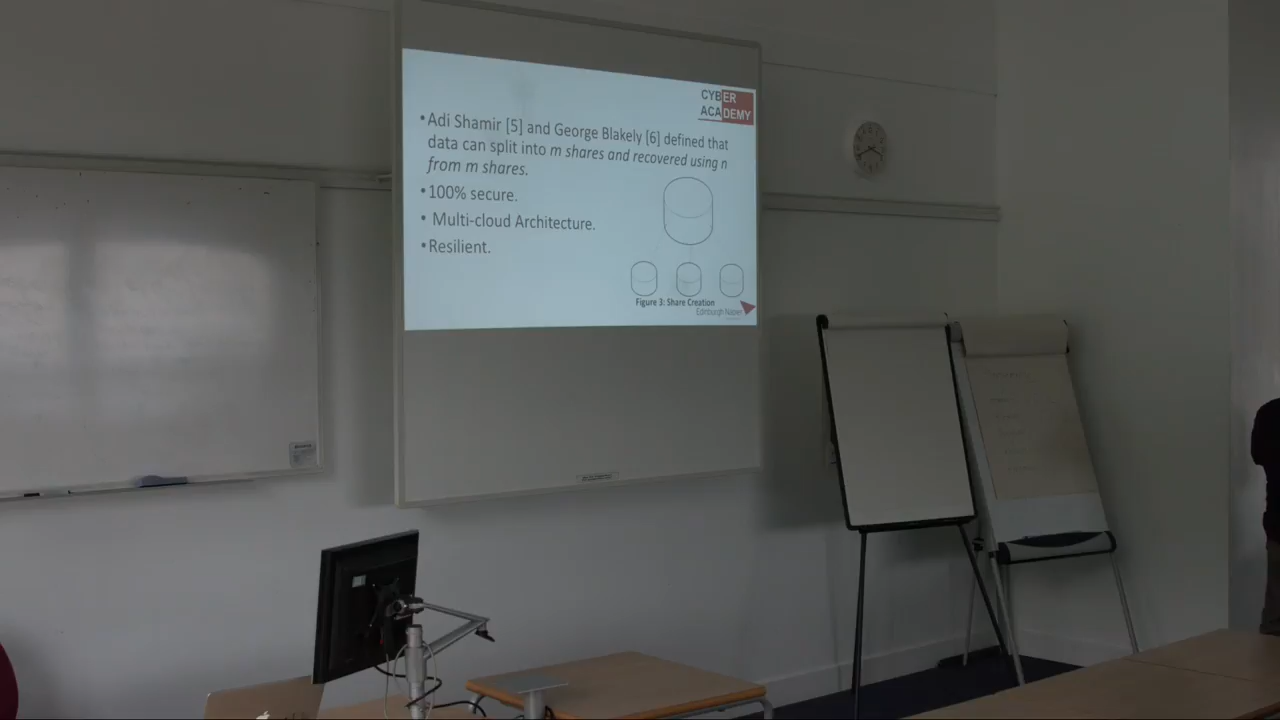 CYBER
ACADEMY
•Adi Shamir [5] and George Blakely [6] defined that
data can split into m shares and recovered using n
from m shares.
•100% secure.
• Multi-cloud Architecture.
•Resilient.
Figure 3: Share Creation
Edinburgh Napier